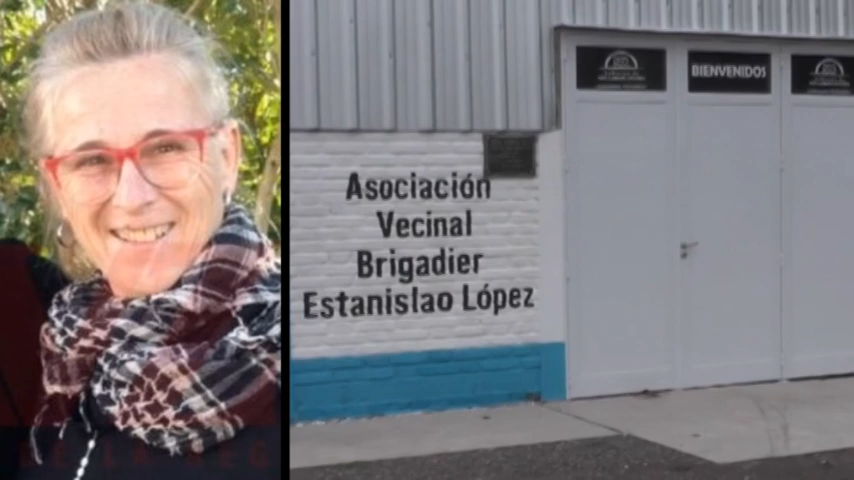 BIENVENIDOS
Asociación
Vecinal
Brigadier
Estanislao López